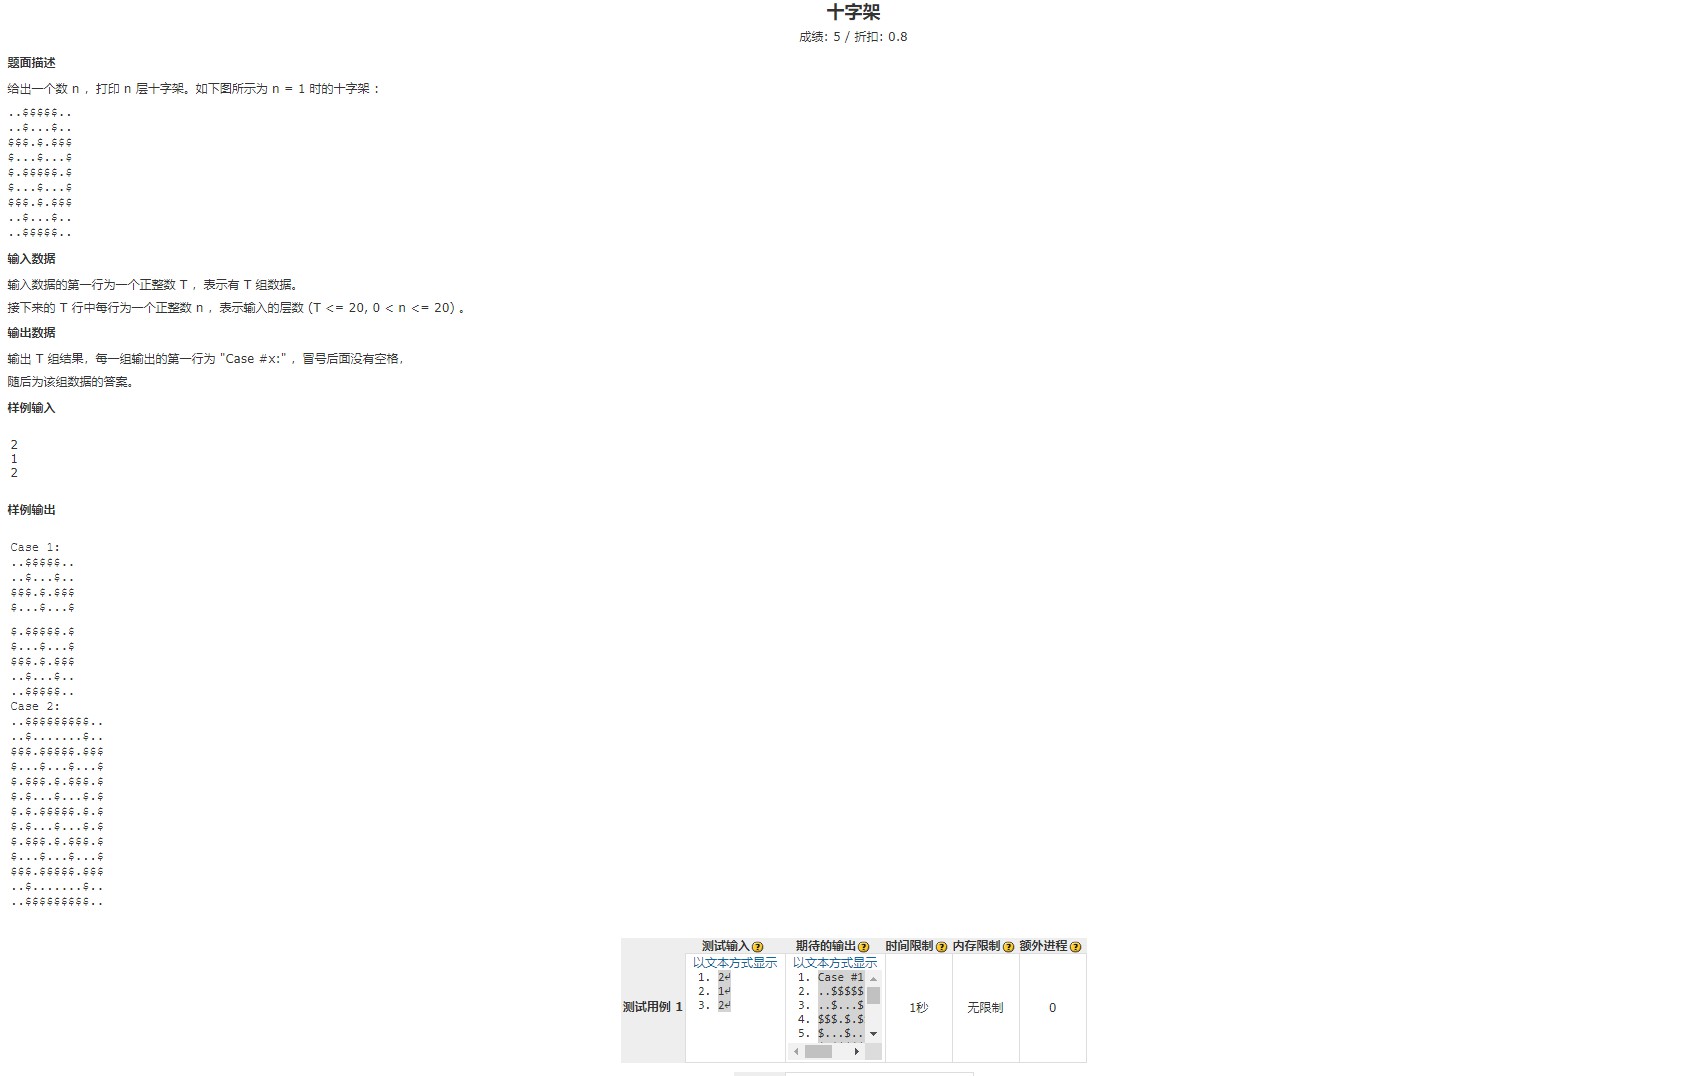 十字架
成绩: 5 / 折扣: 0.8
题面描述
给出一个数 n ，打印 n 层十字架。如下图所示为 n = 1 时的十字架：
..$$$$$..
..$...$..
$$$.$.$$$
$...$...$
$.$$$$$.$
$...$...$
$$$.$.$$$
..$...$..
..$$$$$..
输入数据
输入数据的第一行为一个正整数 T ，表示有 T 组数据。
接下来的 T 行中每行为一个正整数 n ，表示输入的层数 (T <= 20, 0 < n <= 20) 。
输出数据
输出 T 组结果，每一组输出的第一行为 "Case #x:" ，冒号后面没有空格，
随后为该组数据的答案。
样例输入
2
1
2
样例输出
Case 1:
..$$$$$..
..$...$..
$$$.$.$$$
$...$...$
$.$$$$$.$
$...$...$
$$$.$.$$$
..$...$..
..$$$$$..
Case 2:
..$$$$$$$$$..
..$.......$..
$$$.$$$$$.$$$
$...$...$...$
$.$$$.$.$$$.$
$.$...$...$.$
$.$.$$$$$.$.$
$.$...$...$.$
$.$$$.$.$$$.$
$...$...$...$
$$$.$$$$$.$$$
..$.......$..
..$$$$$$$$$..
测试输入 期待的输出 时间限制 内存限制 额外进程
测试用例 1 以文本方式显示 以文本方式显示 1秒 无限制 0
1. 2↵ 1. Case #1
2. 1↵ 2. ..$$$$$
3. 2↵ 3. ..$...$
4. $$$.$.$
5. $...$..